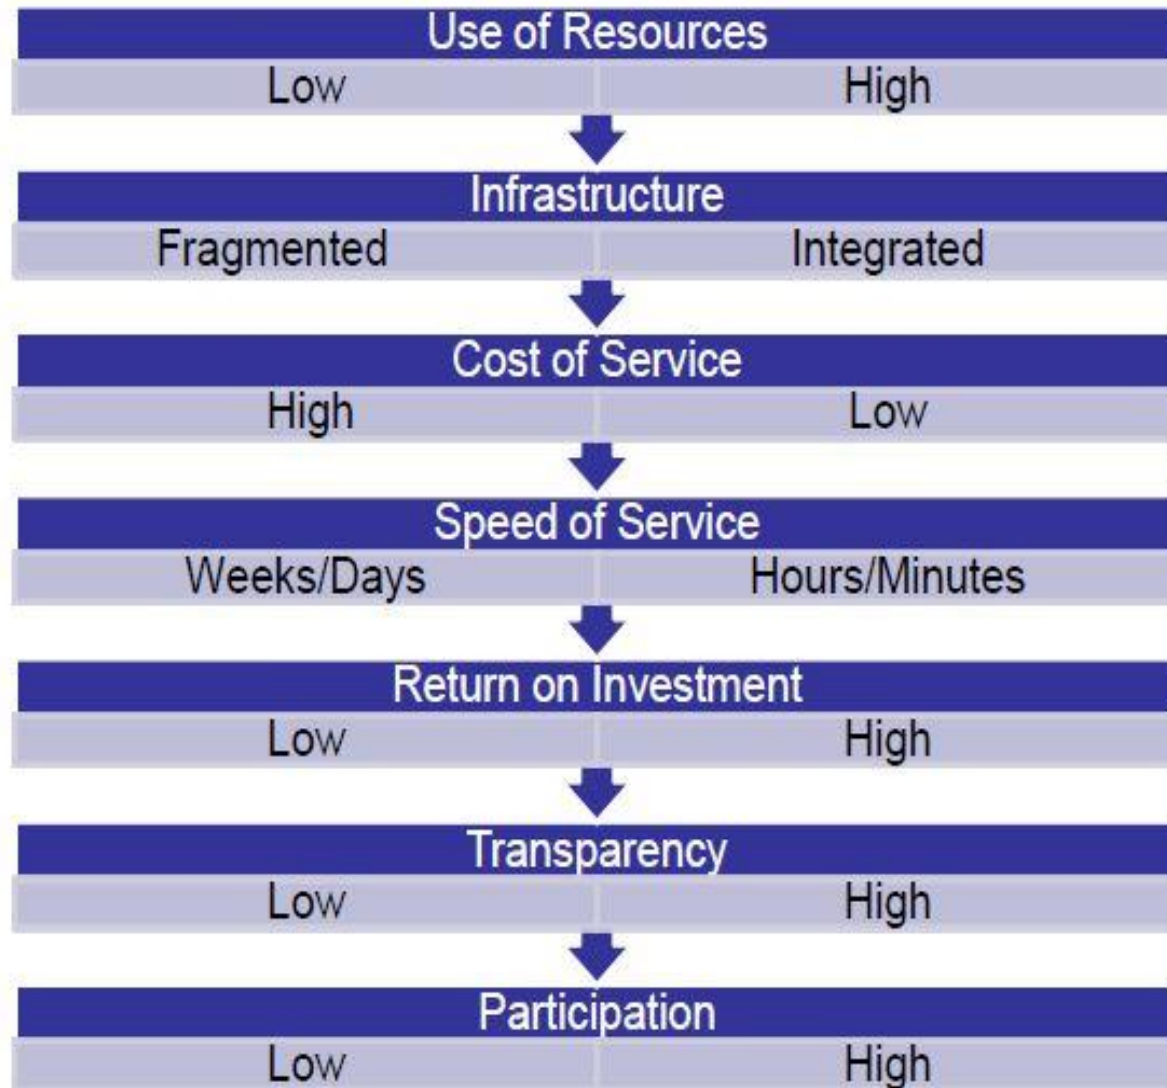 Use of Resources
Low High
Infrastructure
Fragmented Integrated
Cost of Service
High Low
Speed of Service
Weeks/Days Hours/Minutes
Return on Investment
Low High
Transparency
Low High
Participation
Low High